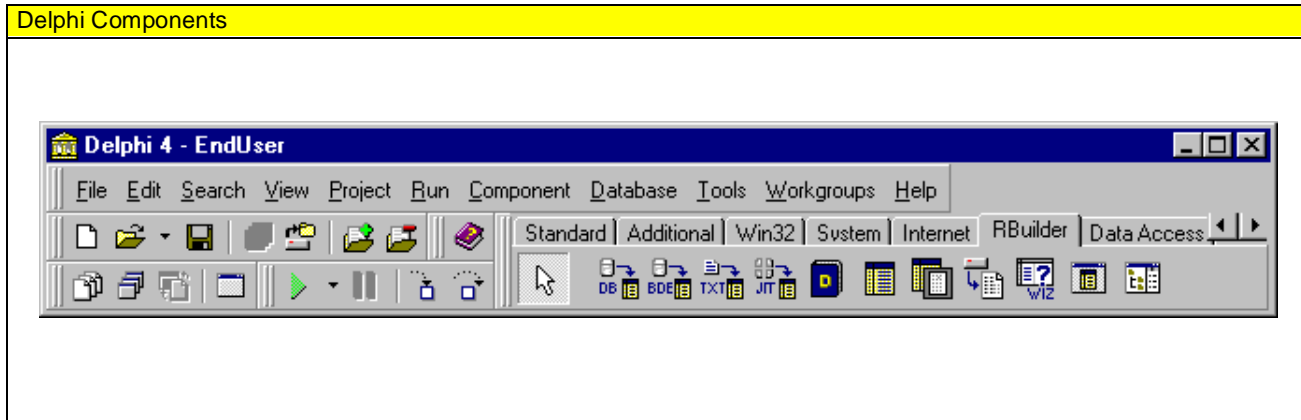 Delphi Components
Delphi 4 - EndUser
File Edit Search View Project Run Component Database Tools Workgroups Help
Standard Additional Win32 System Internet RBuilder Data Access
DB BDE TXT JIT D ? WIZ